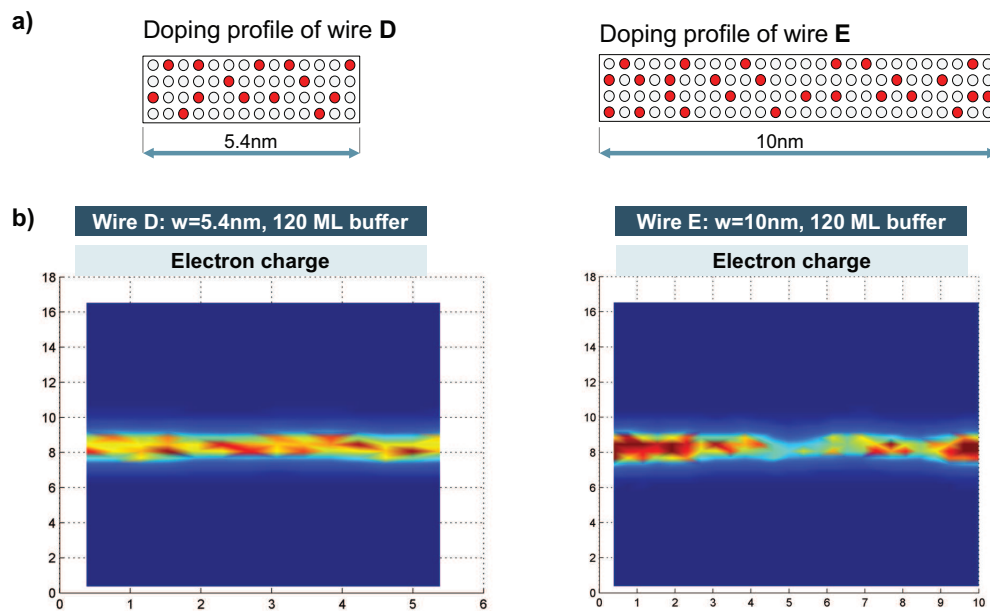 a)
Doping profile of wire D
5.4nm
Doping profile of wire E
10nm
b)
Wire D: w=5.4nm, 120 ML buffer
Electron charge
18
16
14
12
10
8
6
4
2
0
0 1 2 3 4 5 6
Wire E: w=10nm, 120 ML buffer
Electron charge
18
16
14
12
10
8
6
4
2
0
0 1 2 3 4 5 6 7 8 9 10